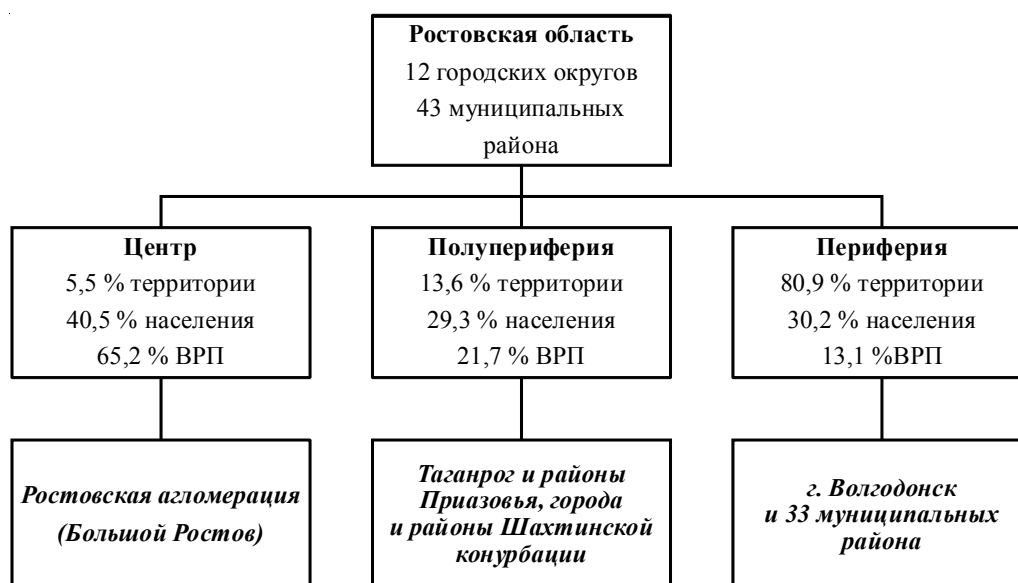 Ростовская область
12 городских округов
43 муниципальных
района
Центр
5,5 % территории
40,5 % населения
65,2 % ВРП
Полупериферия
13,6 % территории
29,3 % населения
21,7 % ВРП
Периферия
80,9 % территории
30,2 % населения
13,1 %ВРП
Ростовская агломерация
(Большой Ростов)
Таганрог и районы
Приазовья, города
и районы Шахтинской
конурбации
г. Волгодонск
и 33 муниципальных
района